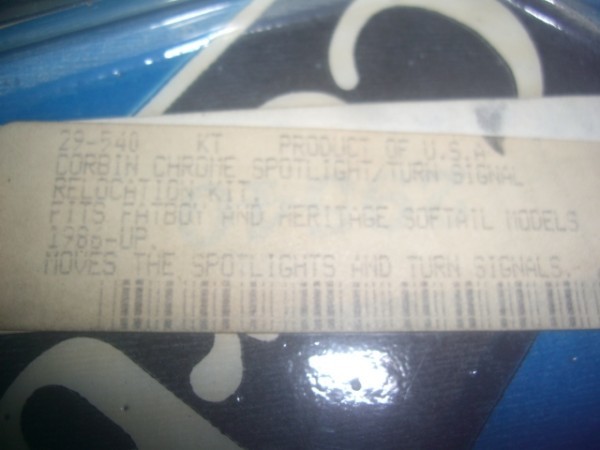 29-540 KT PRODUCT OF U.S.A
CORBIN CHROME SPOTLIGHT/TURN SIGNAL
RELOCATION KIT.
FITS FATBOY AND HERITAGE SOFTAIL MODELS
1986-UP.
MOVES THE SPOTLIGHTS AND TURN SIGNALS.